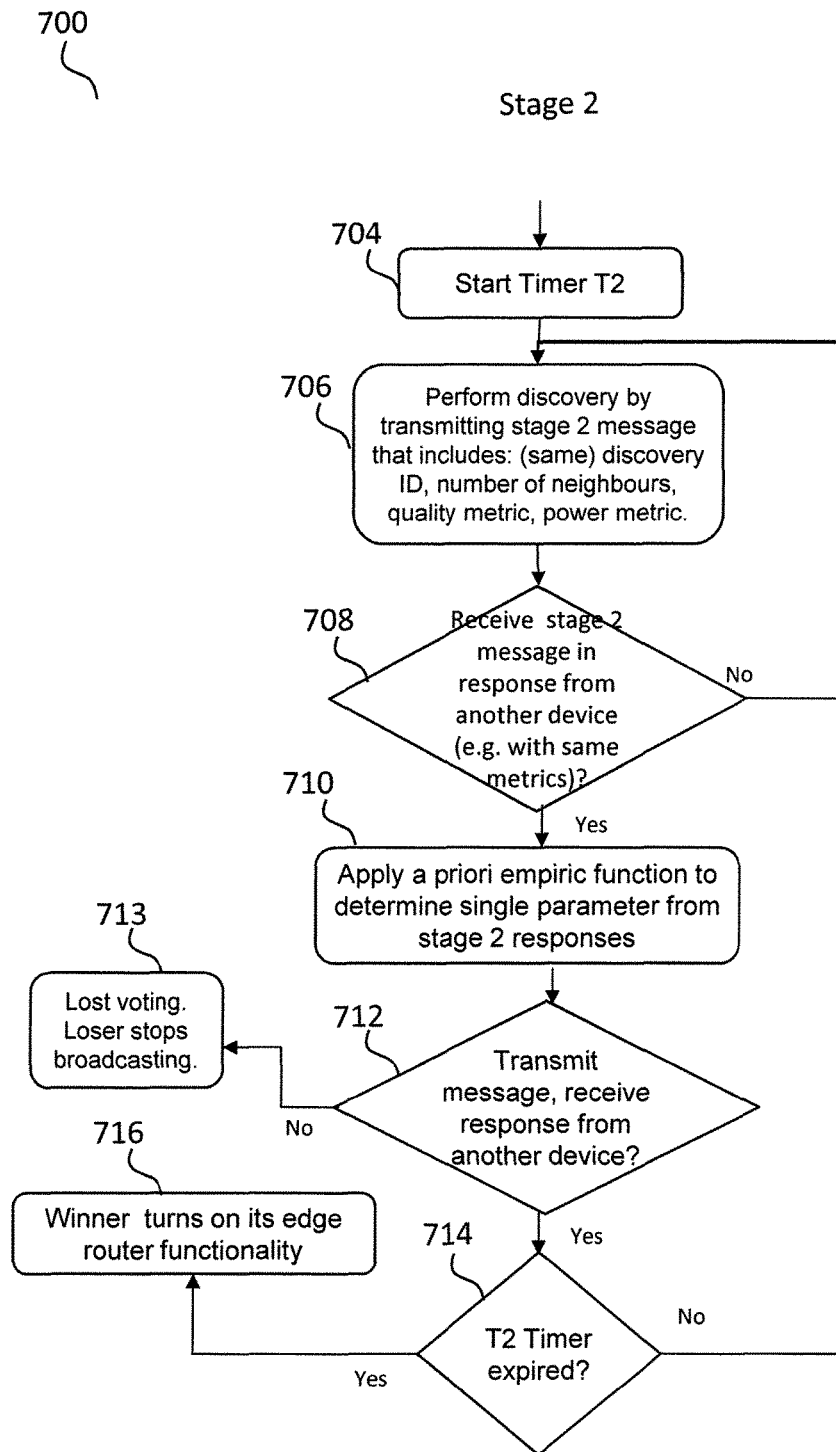 700
Stage 2
704
Start Timer T2
706
Perform discovery by
transmitting stage 2 message
that includes: (same) discovery
ID, number of neighbours,
quality metric, power metric.
708
Receive stage 2
message in
response from
another device
(e.g. with same
metrics)?
No
Yes
710
Apply a priori empiric function to
determine single parameter from
stage 2 responses
713
Lost voting.
Loser stops
broadcasting.
712
Transmit
message, receive
response from
another device?
No
Yes
716
Winner turns on its edge
router functionality
714
T2 Timer
expired?
No
Yes